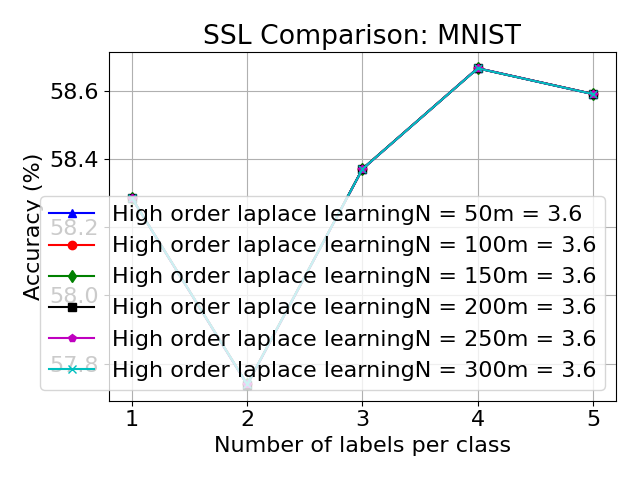 SSL Comparison: MNIST
58.6
58.4
58.2
58.0
57.8
Accuracy (%)
High order laplace learningN = 50m = 3.6
High order laplace learningN = 100m = 3.6
High order laplace learningN = 150m = 3.6
High order laplace learningN = 200m = 3.6
High order laplace learningN = 250m = 3.6
High order laplace learningN = 300m = 3.6
1 2 3 4 5
Number of labels per class